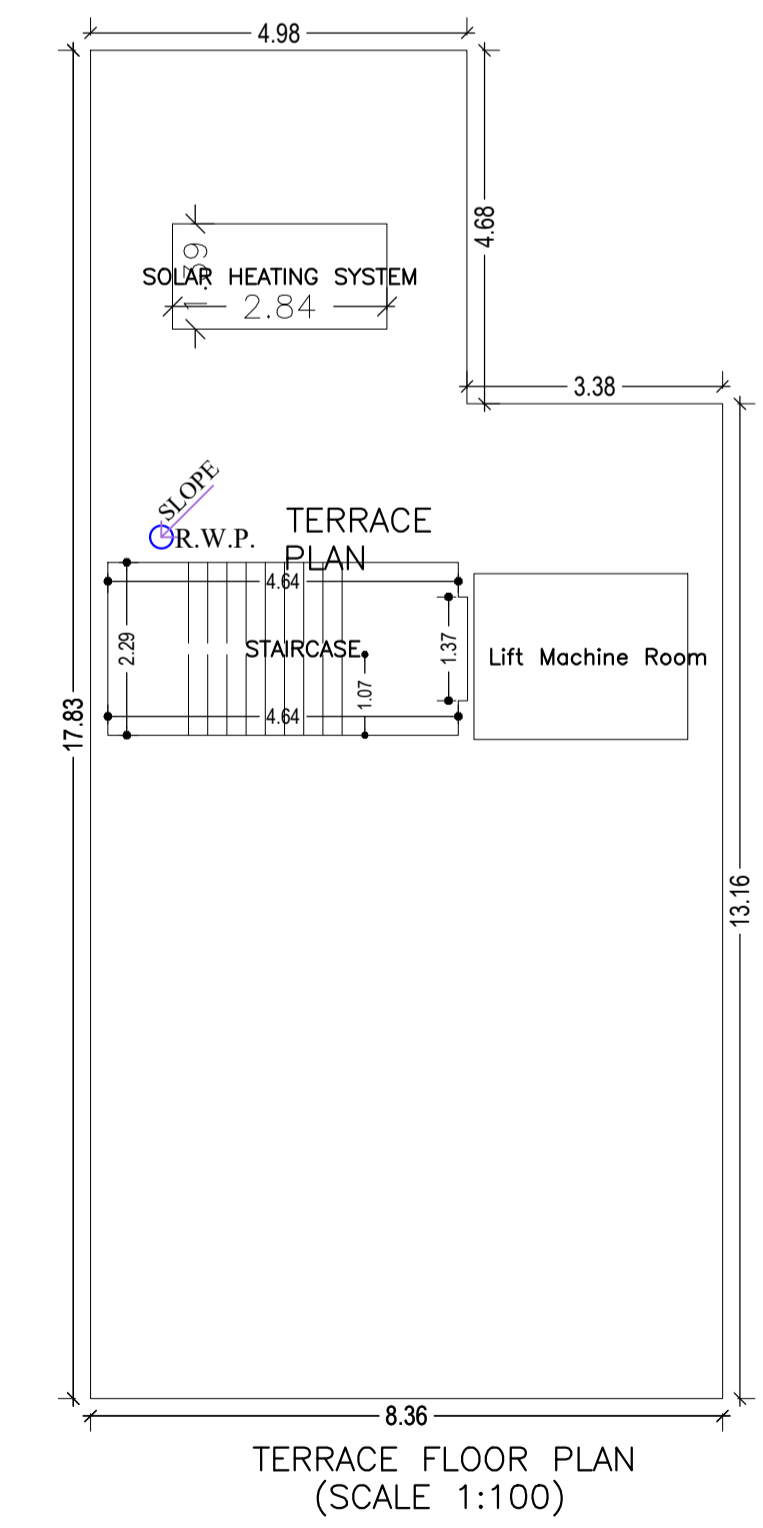 4.98
4.68
1.39
SOLAR HEATING SYSTEM
2.84
3.38
SLOPE
R.W.P.
TERRACE
PLAN
4.64
2.29
STAIRCASE
1.37
Lift Machine Room
1.07
4.64
17.83
13.16
8.36
TERRACE FLOOR PLAN
(SCALE 1:100)